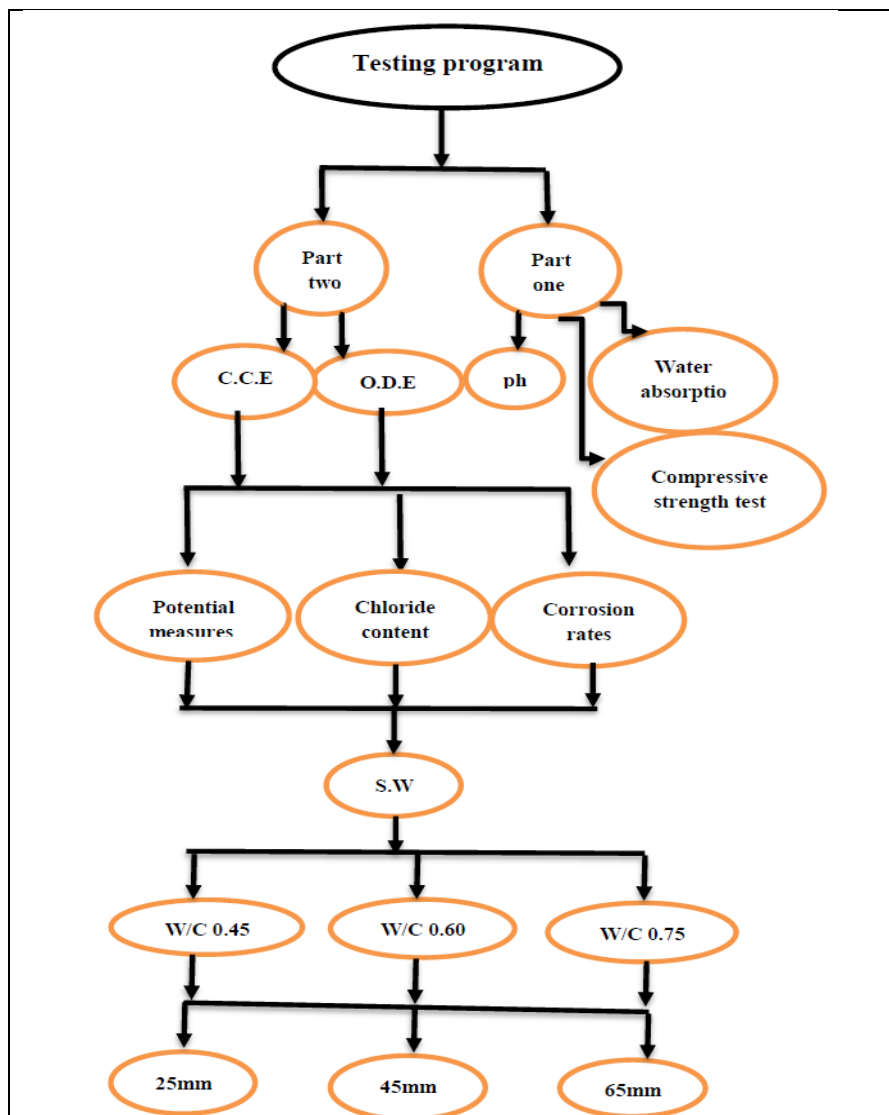 Testing program
Part
two
Part
one
C.C.E
O.D.E
ph
Water
absorptio
Compressive
strength test
Potential
measures
Chloride
content
Corrosion
rates
S.W
W/C 0.45
W/C 0.60
W/C 0.75
25mm
45mm
65mm